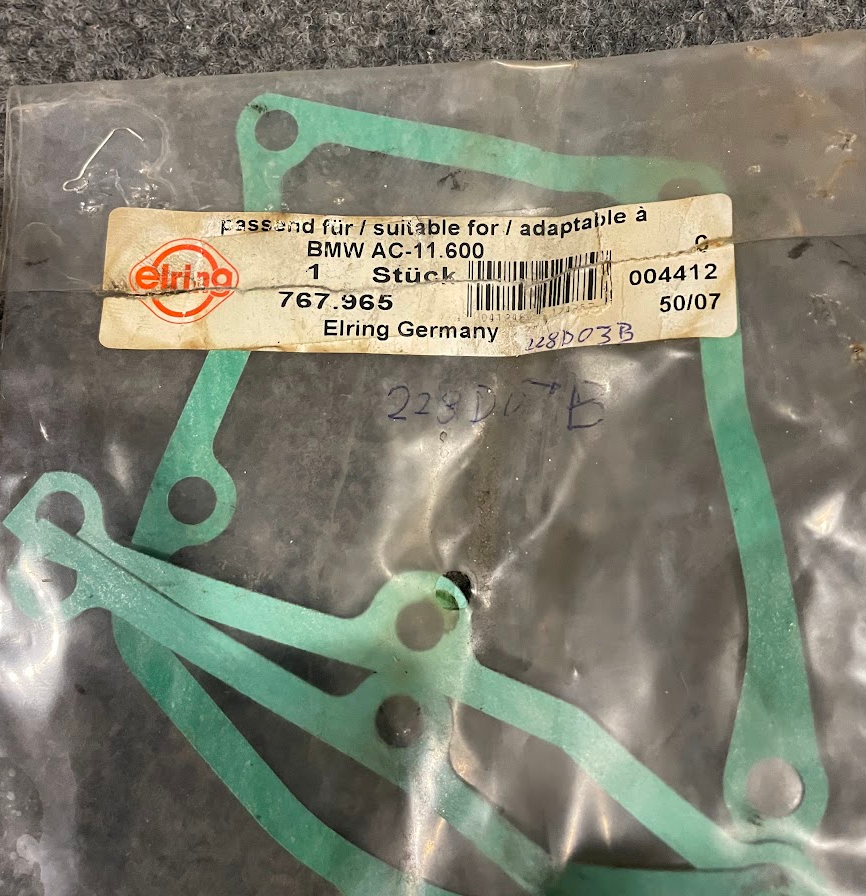 passend für / suitable for / adaptable à
BMW AC-11.600
G
elring
1 Stück
004412
767.965
50/07
Elring Germany
228D03B